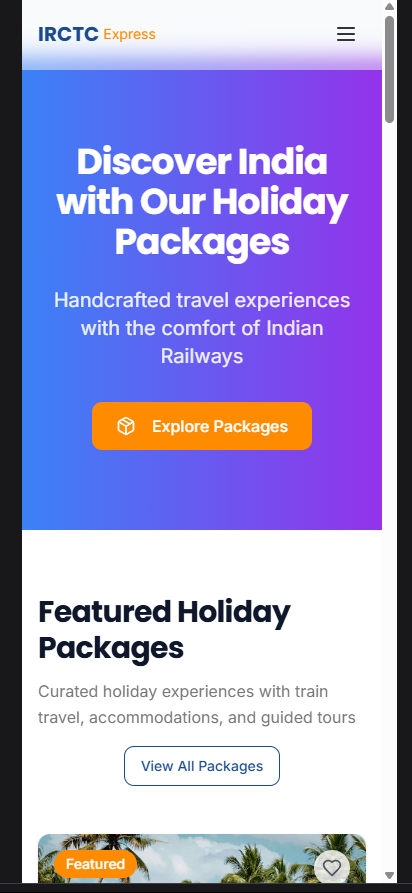 IRCTC Express
Discover India
with Our Holiday
Packages
Handcrafted travel experiences
with the comfort of Indian
Railways
Explore Packages
Featured Holiday
Packages
Curated holiday experiences with train
travel, accommodations, and guided tours
View All Packages
Featured